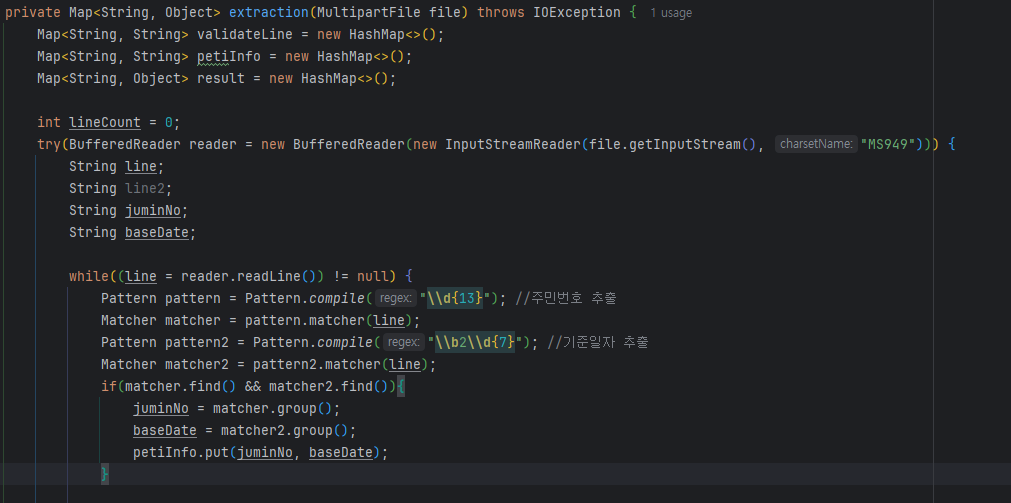 private Map<String, Object> extraction(MultipartFile file) throws IOException { 1 usage
Map<String, String> validateLine = new HashMap<>();
Map<String, String> petiInfo = new HashMap<>();
Map<String, Object> result = new HashMap<>();
int lineCount = 0;
try(BufferedReader reader = new BufferedReader(new InputStreamReader(file.getInputStream(), charsetName: "MS949"))) {
String line;
String line2;
String juminNo;
String baseDate;
while((line = reader.readLine()) != null) {
Pattern pattern = Pattern.compile( regex: "\\d{13}"); //주민번호 추출
Matcher matcher = pattern.matcher(line);
Pattern pattern2 = Pattern.compile( regex: "\\b2\\d{7}"); //기준일자 추출
Matcher matcher2 = pattern2.matcher(line);
if(matcher.find() && matcher2.find()){
juminNo = matcher.group();
baseDate = matcher2.group();
petiInfo.put(juminNo, baseDate);
}